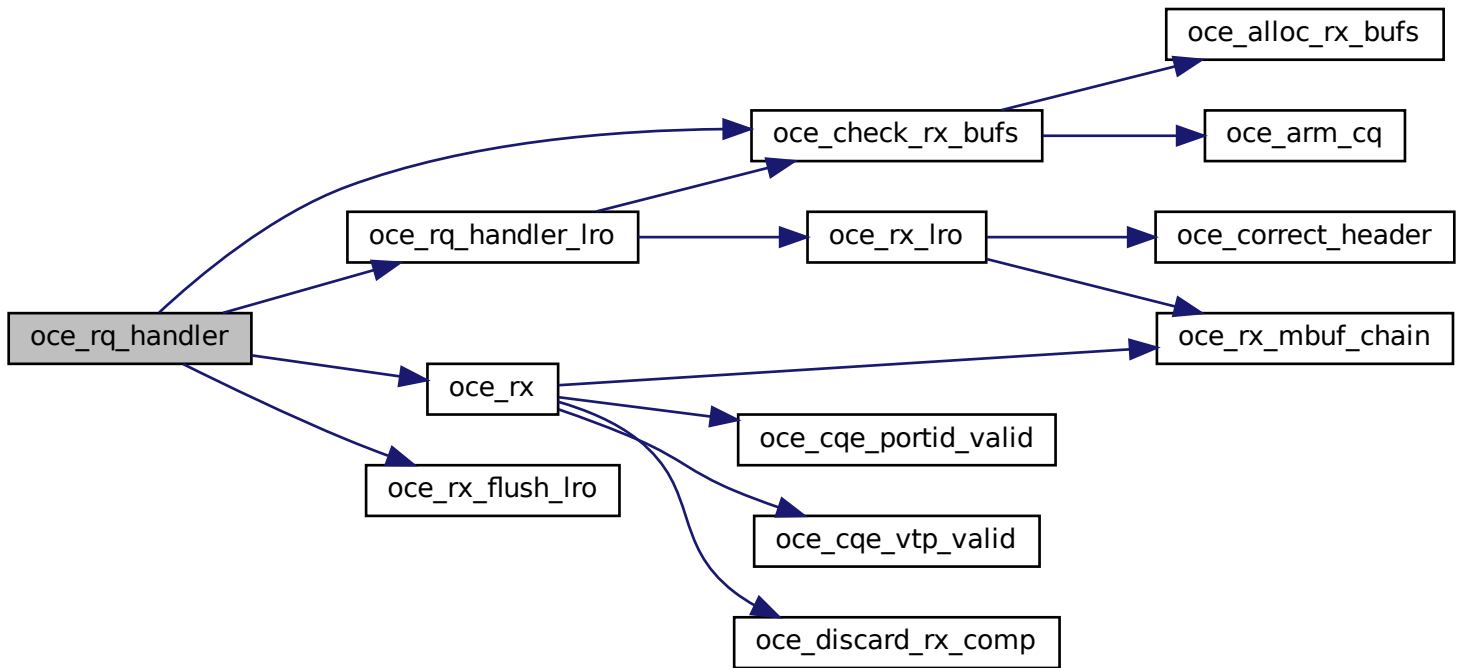 oce_alloc_rx_bufs
oce_check_rx_bufs
oce_arm_cq
oce_rq_handler_lro
oce_rx_lro
oce_correct_header
oce_rq_handler
oce_rx_mbuf_chain
oce_rx
oce_cqe_portid_valid
oce_rx_flush_lro
oce_cqe_vtp_valid
oce_discard_rx_comp